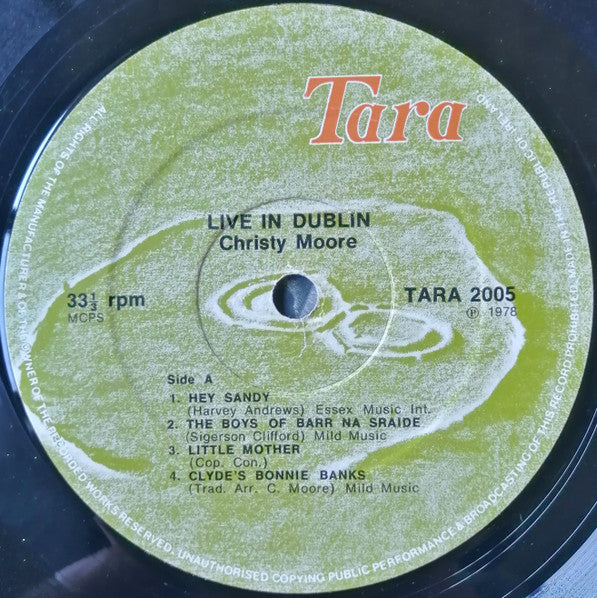 Tara
LIVE IN DUBLIN
Christy Moore
33⅓ rpm
MCPS
TARA 2005
℗ 1978
Side A
1. HEY SANDY
(Harvey Andrews) Essex Music Int.
2. THE BOYS OF BARR NA SRAIDE
(Sigerson Clifford) Mild Music
3. LITTLE MOTHER
(Cop. Con.)
4. CLYDE'S BONNIE BANKS
(Trad. Arr. C. Moore) Mild Music
ALL RIGHTS OF THE MANUFACTURER & OF THE OWNER OF THE RECORDED WORKS RESERVED. UNAUTHORISED COPYING PUBLIC PERFORMANCE & BROADCASTING OF THIS RECORD PROHIBITED. MADE IN THE REPUBLIC OF IRELAND.